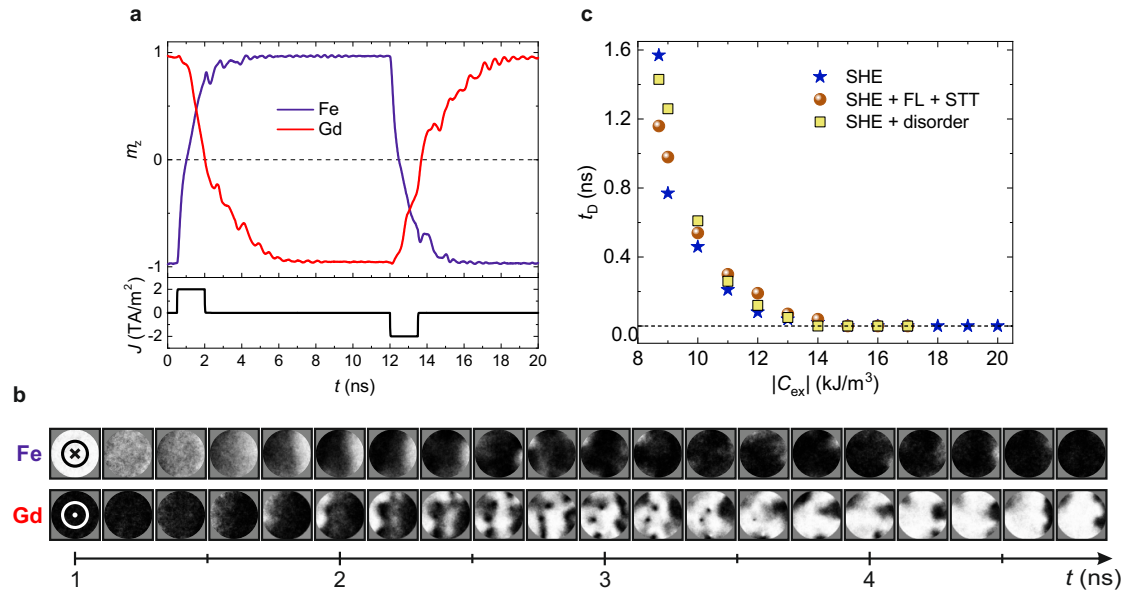 a
1
0
-1
m_z
Fe
Gd
2
0
-2
J (TA/m²)
0 2 4 6 8 10 12 14 16 18 20
t (ns)
c
1.6
1.2
0.8
0.4
0.0
t_D (ns)
SHE
SHE + FL + STT
SHE + disorder
8 10 12 14 16 18 20
|C_ex| (kJ/m³)
b
Fe
Gd
1 2 3 4 t (ns)